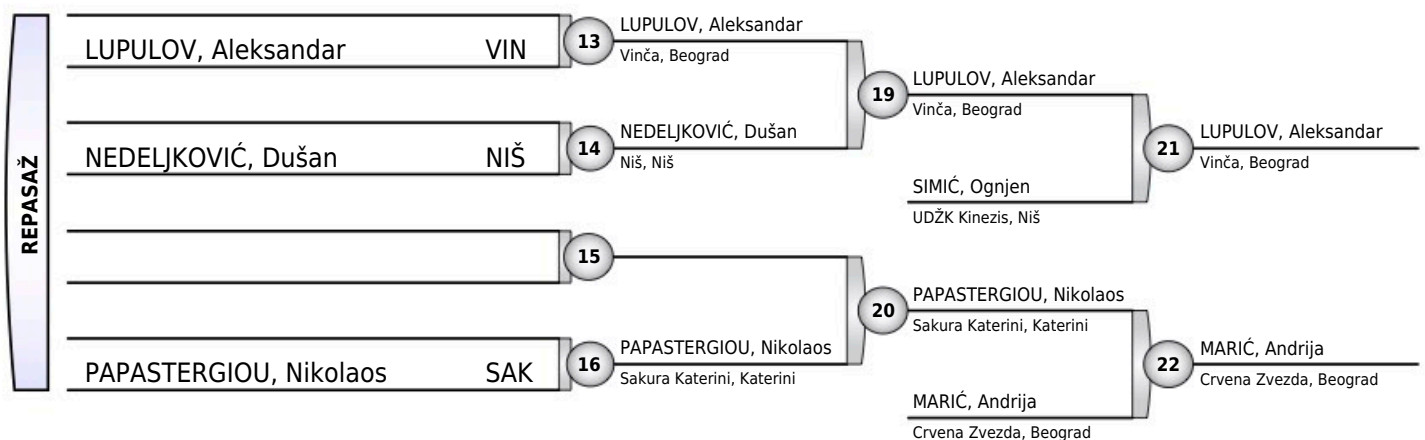 REPASAŽ
LUPULOV, Aleksandar VIN
NEDELJKOVIĆ, Dušan NIŠ
PAPASTERGIOU, Nikolaos SAK
13
LUPULOV, Aleksandar
Vinča, Beograd
14
NEDELJKOVIĆ, Dušan
Niš, Niš
15
16
PAPASTERGIOU, Nikolaos
Sakura Katerini, Katerini
19
LUPULOV, Aleksandar
Vinča, Beograd
SIMIĆ, Ognjen
UDŽK Kinezis, Niš
20
PAPASTERGIOU, Nikolaos
Sakura Katerini, Katerini
MARIĆ, Andrija
Crvena Zvezda, Beograd
21
LUPULOV, Aleksandar
Vinča, Beograd
22
MARIĆ, Andrija
Crvena Zvezda, Beograd